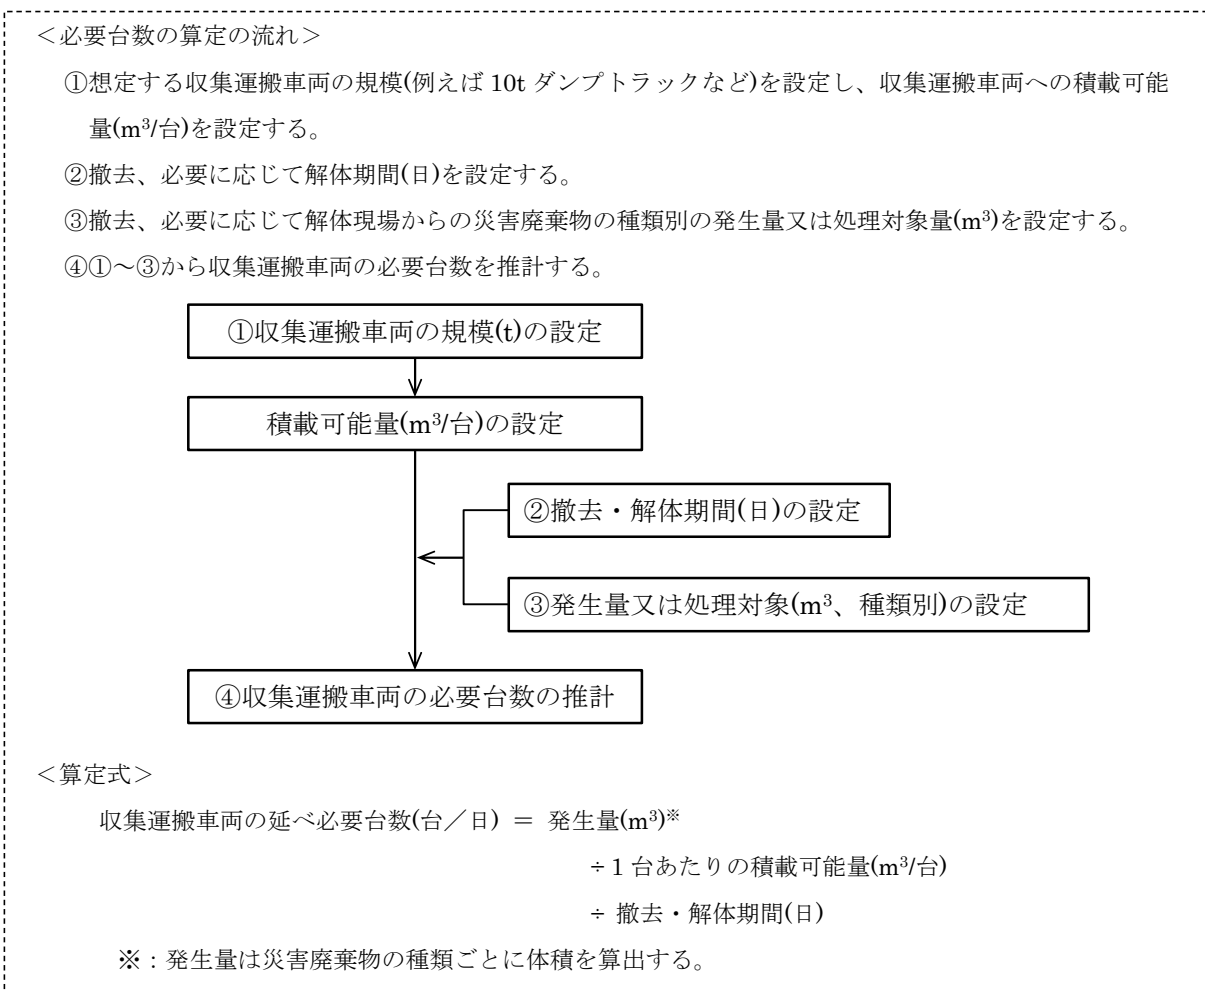 ＜必要台数の算定の流れ＞
①想定する収集運搬車両の規模(例えば 10t ダンプトラックなど)を設定し、収集運搬車両への積載可能
量(m³/台)を設定する。
②撤去、必要に応じて解体期間(日)を設定する。
③撤去、必要に応じて解体現場からの災害廃棄物の種類別の発生量又は処理対象量(m³)を設定する。
④①～③から収集運搬車両の必要台数を推計する。
①収集運搬車両の規模(t)の設定
積載可能量(m³/台)の設定
②撤去・解体期間(日)の設定
③発生量又は処理対象(m³、種類別)の設定
④収集運搬車両の必要台数の推計
＜算定式＞
収集運搬車両の延べ必要台数(台／日) ＝ 発生量(m³)※
÷1 台あたりの積載可能量(m³/台)
÷ 撤去・解体期間(日)
※：発生量は災害廃棄物の種類ごとに体積を算出する。